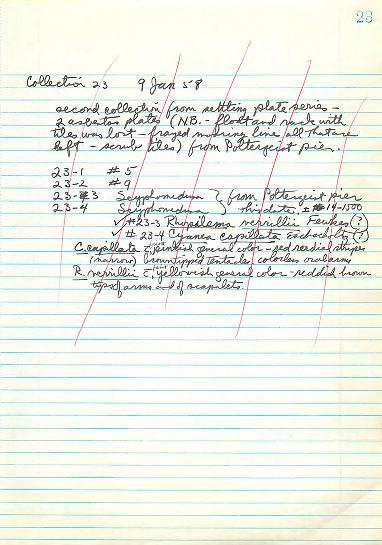 23
Collection 23 9 Jan 58
second collection from settling plate series -
2 asbestos plates (N.B. - float and rack with
tiles was lost - frayed mooring line all that are
left - scrub tiles) from Poltergeist pier.
23-1 #5
23-2 #9
23-3 Scyphomedusa } from Poltergeist pier
23-4 Scyphomedusa } this date, ± 1400-1500
✓ #23-3 Rhopilema verrillii Fewkes (?)
✓ #23-4 Cyanea capillata Eschscholtz (?)
C. capillata pinkish general color - red radial stripes
(narrow) brown tipped tentacles, colorless oral arms
R. verrillii c̄ yellowish general color - reddish brown
tips of arms and of scapulets.